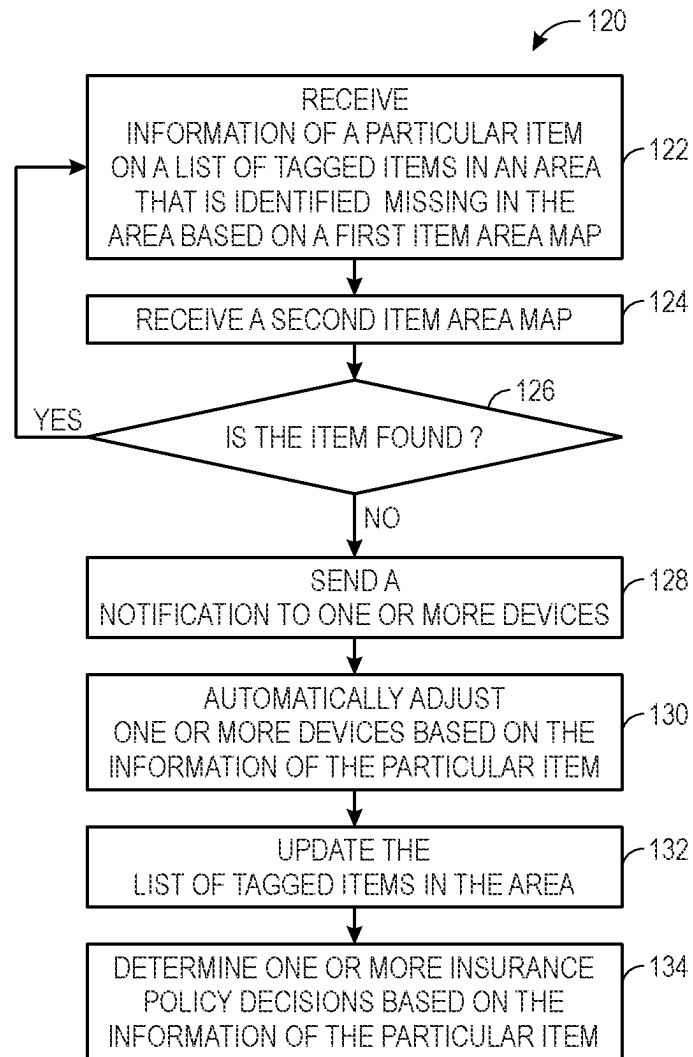 120
RECEIVE
INFORMATION OF A PARTICULAR ITEM
ON A LIST OF TAGGED ITEMS IN AN AREA
THAT IS IDENTIFIED MISSING IN THE
AREA BASED ON A FIRST ITEM AREA MAP
122
RECEIVE A SECOND ITEM AREA MAP
124
126
YES
IS THE ITEM FOUND ?
NO
SEND A
NOTIFICATION TO ONE OR MORE DEVICES
128
AUTOMATICALLY ADJUST
ONE OR MORE DEVICES BASED ON THE
INFORMATION OF THE PARTICULAR ITEM
130
UPDATE THE
LIST OF TAGGED ITEMS IN THE AREA
132
DETERMINE ONE OR MORE INSURANCE
POLICY DECISIONS BASED ON THE
INFORMATION OF THE PARTICULAR ITEM
134